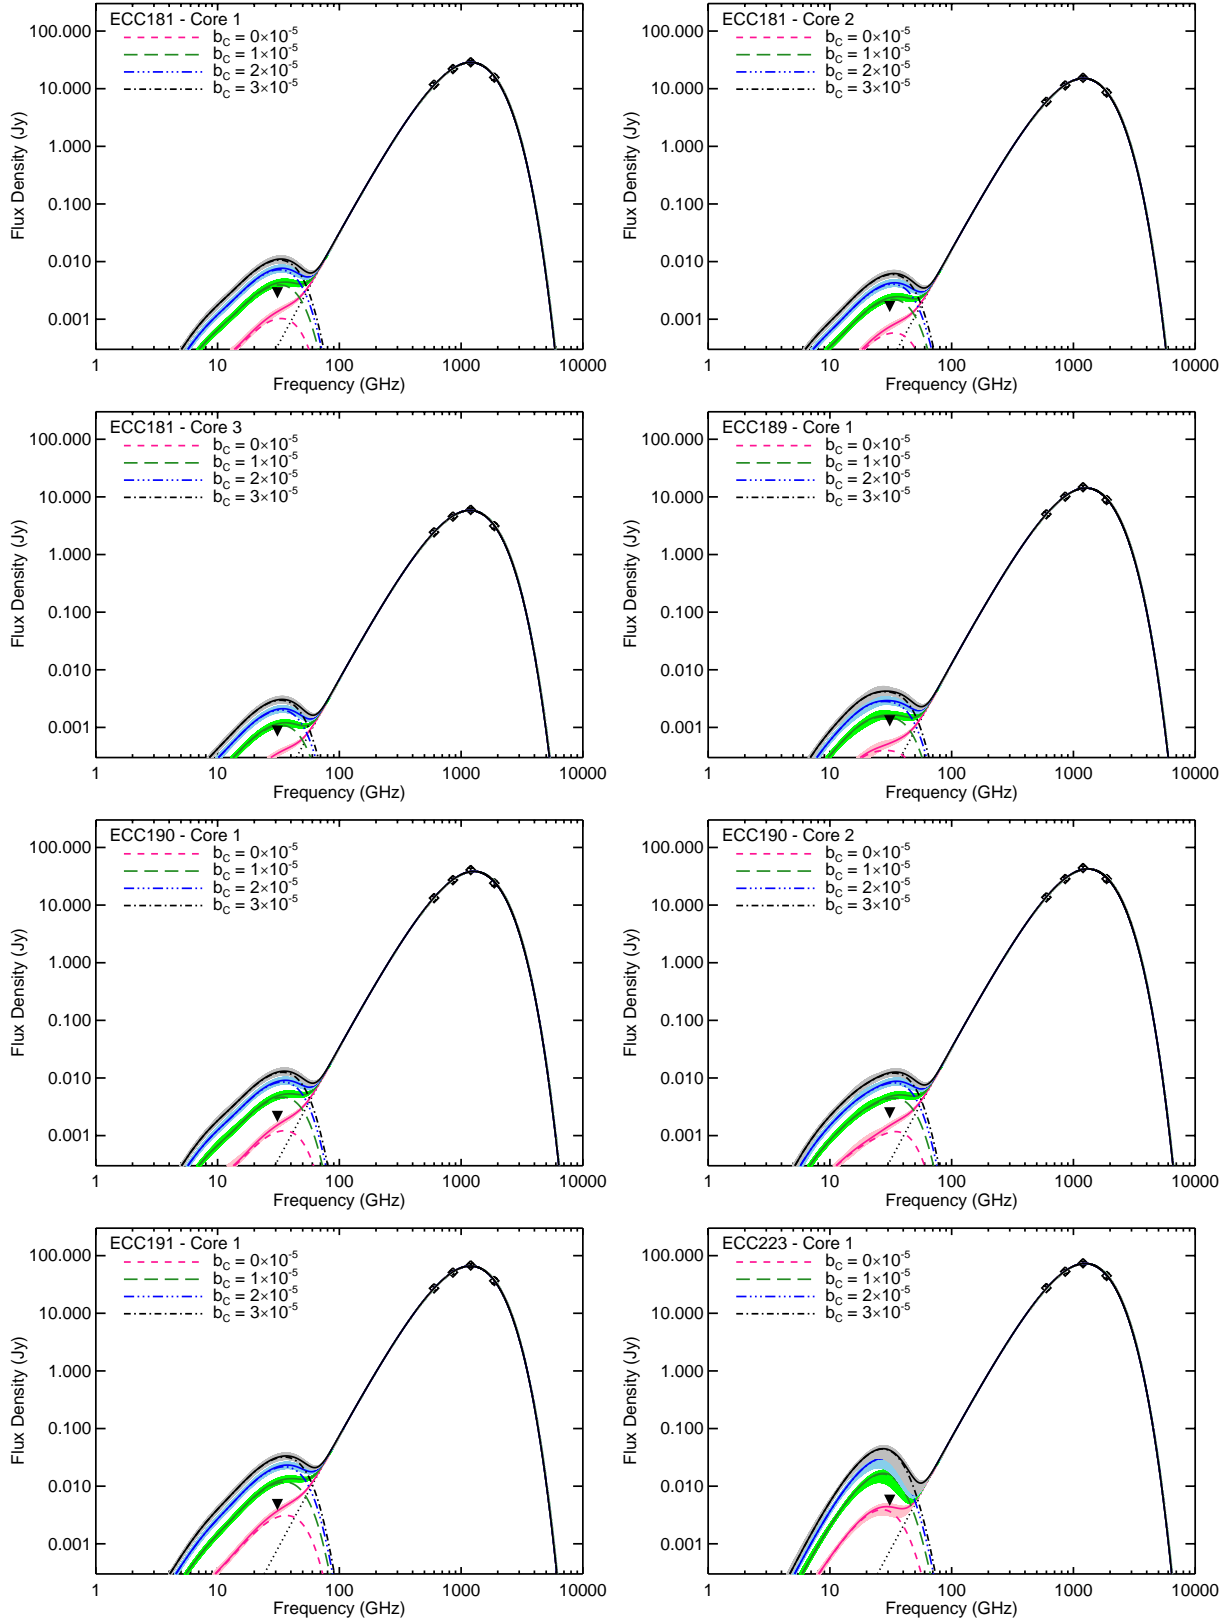 ECC181 - Core 1
b_C = 0×10^-5
b_C = 1×10^-5
b_C = 2×10^-5
b_C = 3×10^-5
100.000
10.000
1.000
0.100
0.010
0.001
Flux Density (Jy)
1 10 100 1000 10000
Frequency (GHz)
ECC181 - Core 2
b_C = 0×10^-5
b_C = 1×10^-5
b_C = 2×10^-5
b_C = 3×10^-5
100.000
10.000
1.000
0.100
0.010
0.001
Flux Density (Jy)
1 10 100 1000 10000
Frequency (GHz)
ECC181 - Core 3
b_C = 0×10^-5
b_C = 1×10^-5
b_C = 2×10^-5
b_C = 3×10^-5
100.000
10.000
1.000
0.100
0.010
0.001
Flux Density (Jy)
1 10 100 1000 10000
Frequency (GHz)
ECC189 - Core 1
b_C = 0×10^-5
b_C = 1×10^-5
b_C = 2×10^-5
b_C = 3×10^-5
100.000
10.000
1.000
0.100
0.010
0.001
Flux Density (Jy)
1 10 100 1000 10000
Frequency (GHz)
ECC190 - Core 1
b_C = 0×10^-5
b_C = 1×10^-5
b_C = 2×10^-5
b_C = 3×10^-5
100.000
10.000
1.000
0.100
0.010
0.001
Flux Density (Jy)
1 10 100 1000 10000
Frequency (GHz)
ECC190 - Core 2
b_C = 0×10^-5
b_C = 1×10^-5
b_C = 2×10^-5
b_C = 3×10^-5
100.000
10.000
1.000
0.100
0.010
0.001
Flux Density (Jy)
1 10 100 1000 10000
Frequency (GHz)
ECC191 - Core 1
b_C = 0×10^-5
b_C = 1×10^-5
b_C = 2×10^-5
b_C = 3×10^-5
100.000
10.000
1.000
0.100
0.010
0.001
Flux Density (Jy)
1 10 100 1000 10000
Frequency (GHz)
ECC223 - Core 1
b_C = 0×10^-5
b_C = 1×10^-5
b_C = 2×10^-5
b_C = 3×10^-5
100.000
10.000
1.000
0.100
0.010
0.001
Flux Density (Jy)
1 10 100 1000 10000
Frequency (GHz)